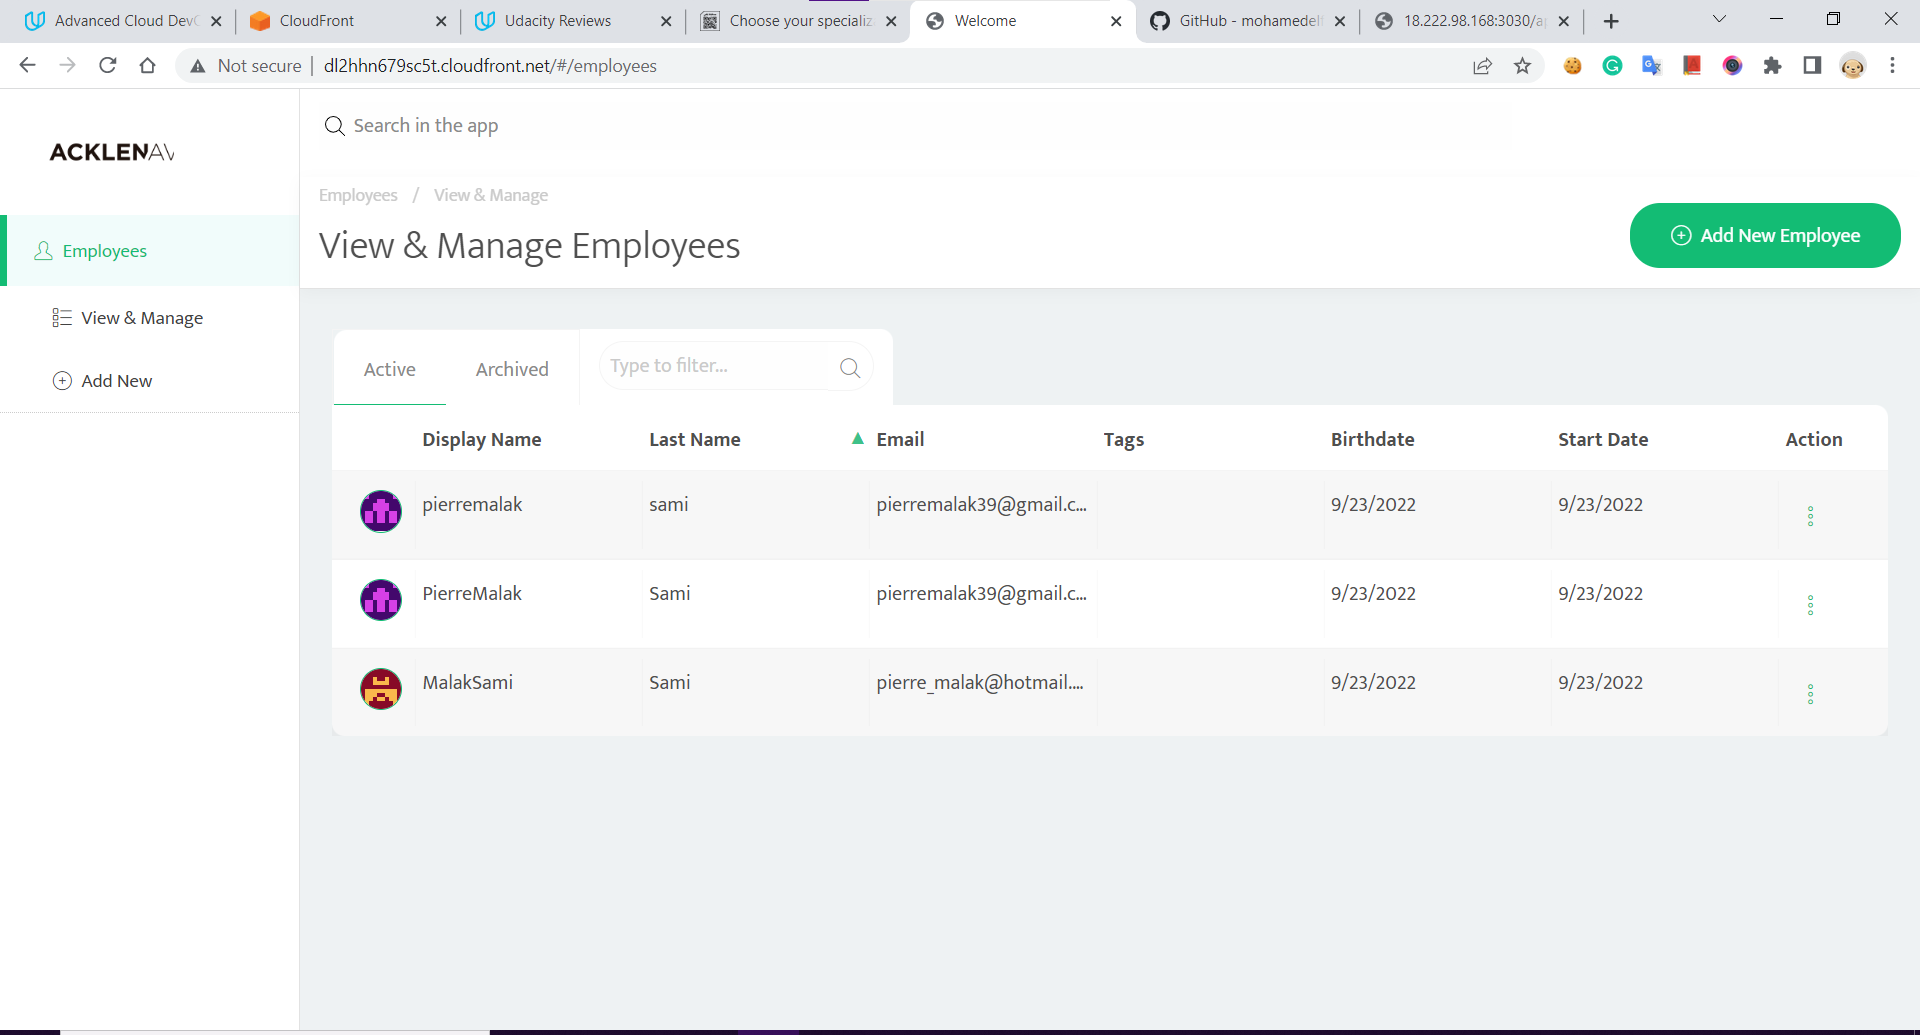 Advanced Cloud DevO
CloudFront
Udacity Reviews
Choose your specializa
Welcome
GitHub - mohamedelf
18.222.98.168:3030/ap
Not secure
dl2hhn679sc5t.cloudfront.net/#/employees
ACKLENAV
Search in the app
Employees / View & Manage
View & Manage Employees
Add New Employee
Employees
View & Manage
Add New
Active
Archived
Type to filter...
Display Name Last Name ▲ Email Tags Birthdate Start Date Action
pierremalak sami pierremalak39@gmail.c... 9/23/2022 9/23/2022
PierreMalak Sami pierremalak39@gmail.c... 9/23/2022 9/23/2022
MalakSami Sami pierre_malak@hotmail.... 9/23/2022 9/23/2022